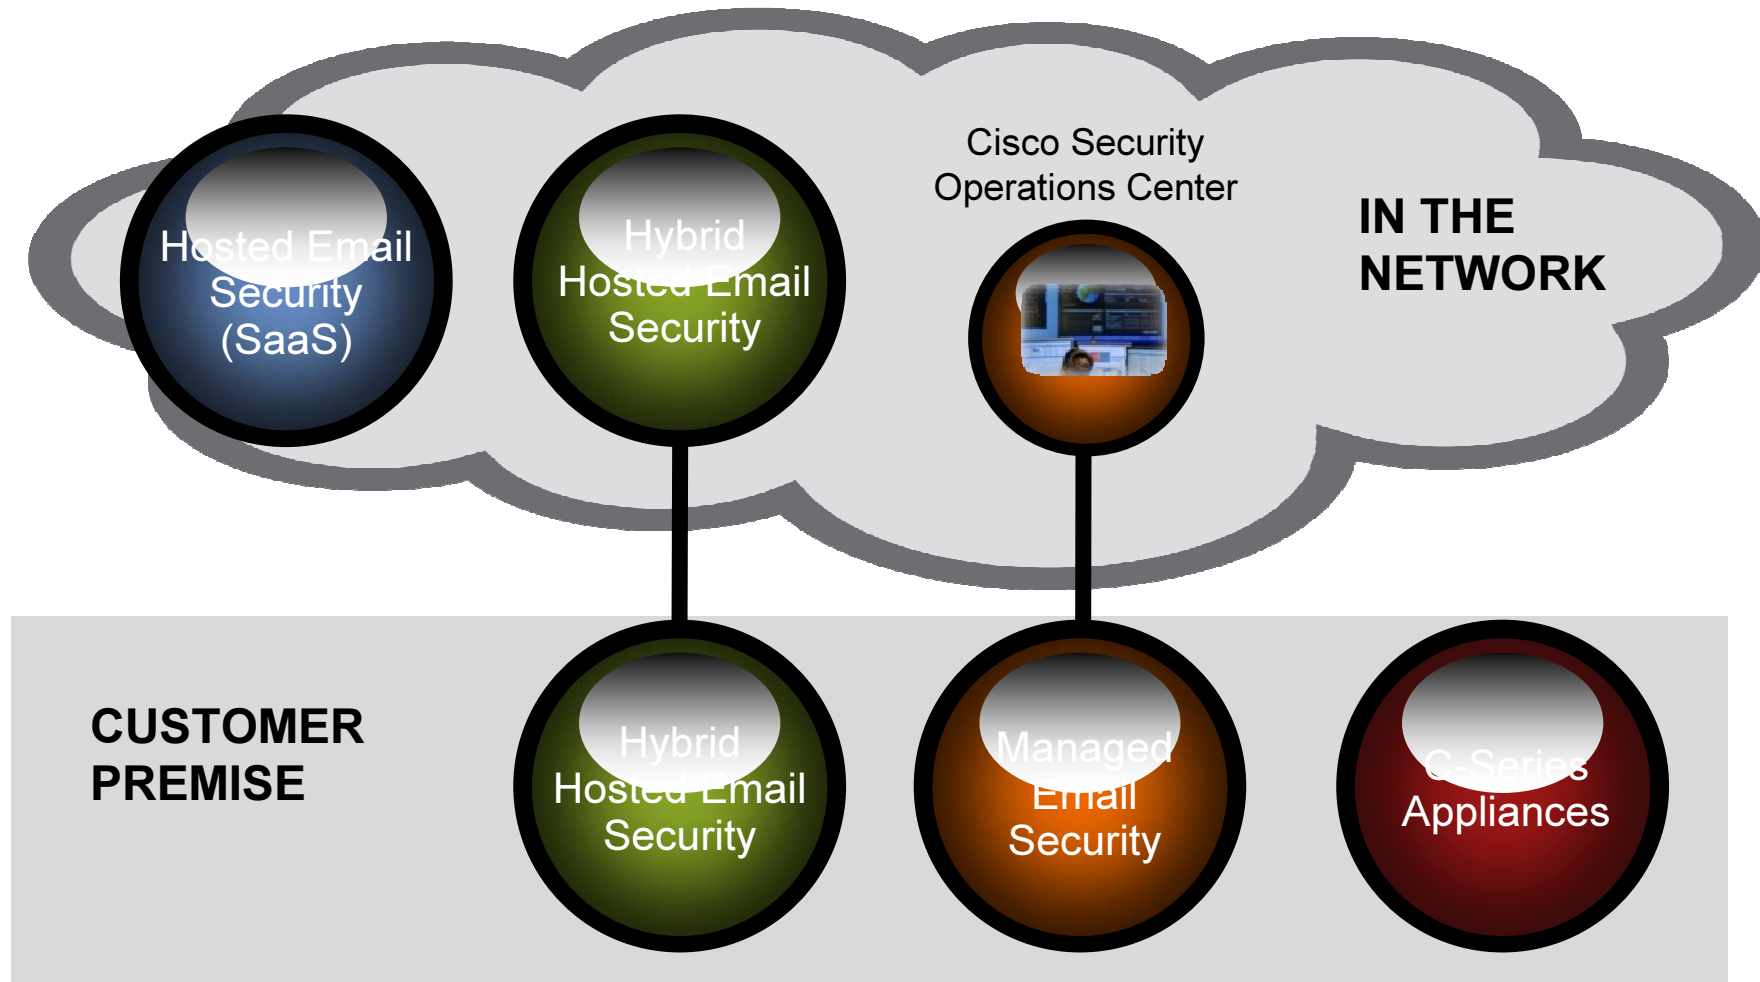 Hosted Email
Security
(SaaS)
Hybrid
Hosted Email
Security
Cisco Security
Operations Center
IN THE
NETWORK
CUSTOMER
PREMISE
Hybrid
Hosted Email
Security
Managed
Email
Security
C-Series
Appliances